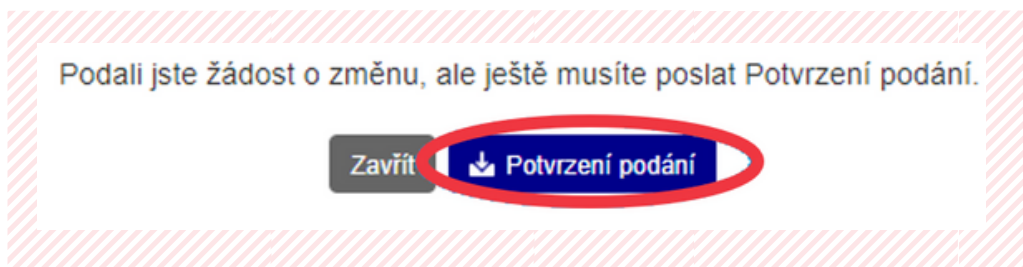 Podali jste žádost o změnu, ale ještě musíte poslat Potvrzení podání.
Zavřít Potvrzení podání